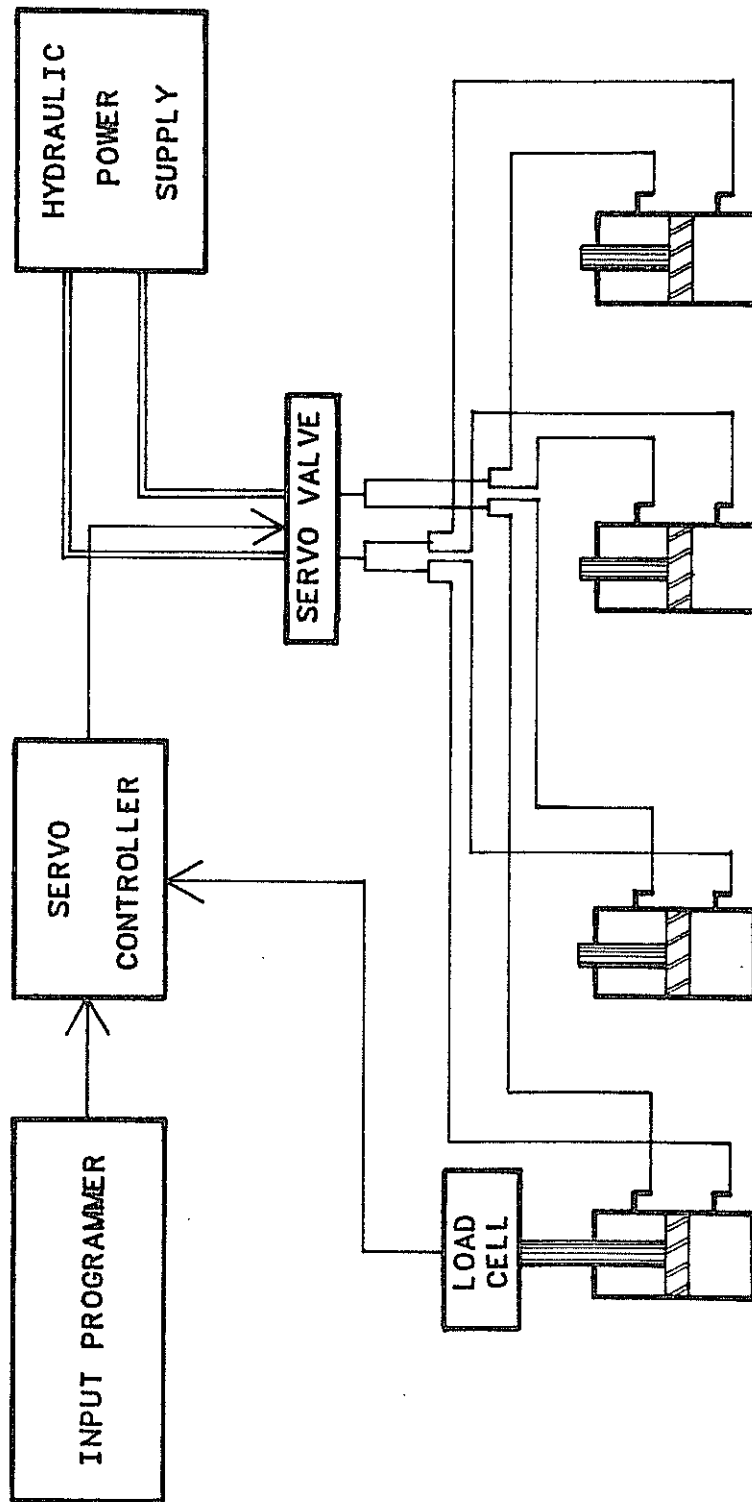 INPUT PROGRAMMER
SERVO
CONTROLLER
HYDRAULIC
POWER
SUPPLY
SERVO VALVE
LOAD
CELL